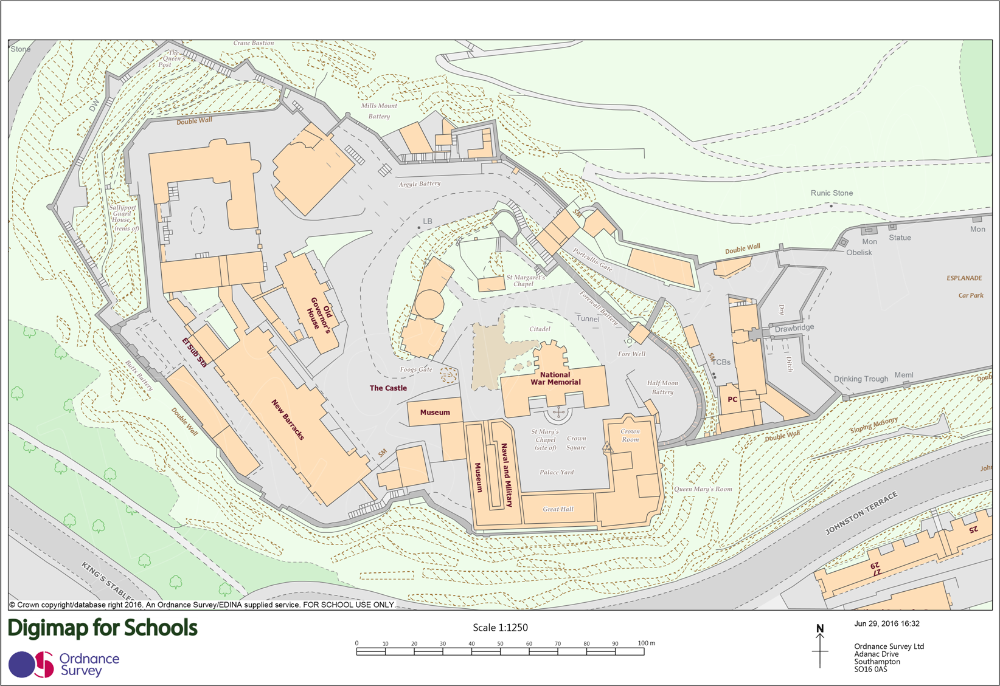 Stone
Crane Bastion
The
Queen's
Post
DW
Mills Mount
Battery
Double Wall
Argyle Battery
Sallyport
Guard
House
(rems of)
LB
Runic Stone
SM
Mon
Statue
Mon
Obelisk
Double Wall
Portcullis Gate
St Margaret's
Chapel
ESPLANADE
Car Park
Old
Governor's
House
Forewall Battery
Tunnel
Dry
Drawbridge
Citadel
El Sub Sta
Fore Well
SM
TCBs
Ditch
Butts Battery
Foogs Gate
National
War Memorial
The Castle
Half Moon
Battery
Drinking Trough
Meml
Doub
PC
Museum
New Barracks
Double Wall
St Mary's
Chapel
(site of)
Crown
Square
Crown
Room
Sloping Masonry
Double Wall
SM
Museum
Naval and Military
Palace Yard
John
Queen Mary's Room
Great Hall
JOHNSTON TERRACE
25
29
27
KING'S STABLE
© Crown copyright/database right 2016. An Ordnance Survey/EDINA supplied service. FOR SCHOOL USE ONLY.
Digimap for Schools
Scale 1:1250
0 10 20 30 40 50 60 70 80 90 100 m
N
Jun 29, 2016 16:32
Ordnance Survey Ltd
Adanac Drive
Southampton
SO16 0AS
Ordnance
Survey